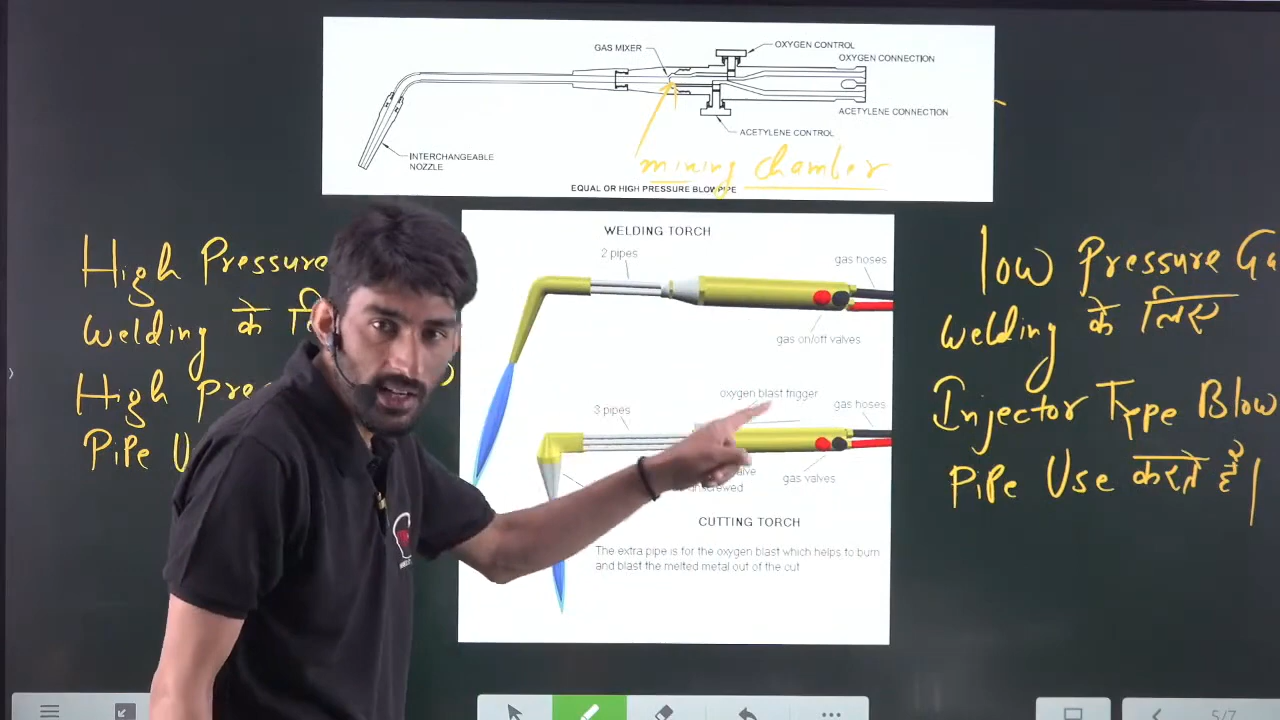 GAS MIXER
OXYGEN CONTROL
OXYGEN CONNECTION
ACETYLENE CONNECTION
ACETYLENE CONTROL
INTERCHANGEABLE
NOZZLE
mining chamber
EQUAL OR HIGH PRESSURE BLOWPIPE
High Pressure
Welding के
High
Pipe
WELDING TORCH
2 pipes
gas hoses
gas on/off valves
oxygen blast trigger
3 pipes
gas hoses
gas valves
CUTTING TORCH
The extra pipe is for the oxygen blast which helps to burn
and blast the melted metal out of the cut
low Pressure
Welding के लिए
Injector Type Blow
Pipe Use करते है।
5/7